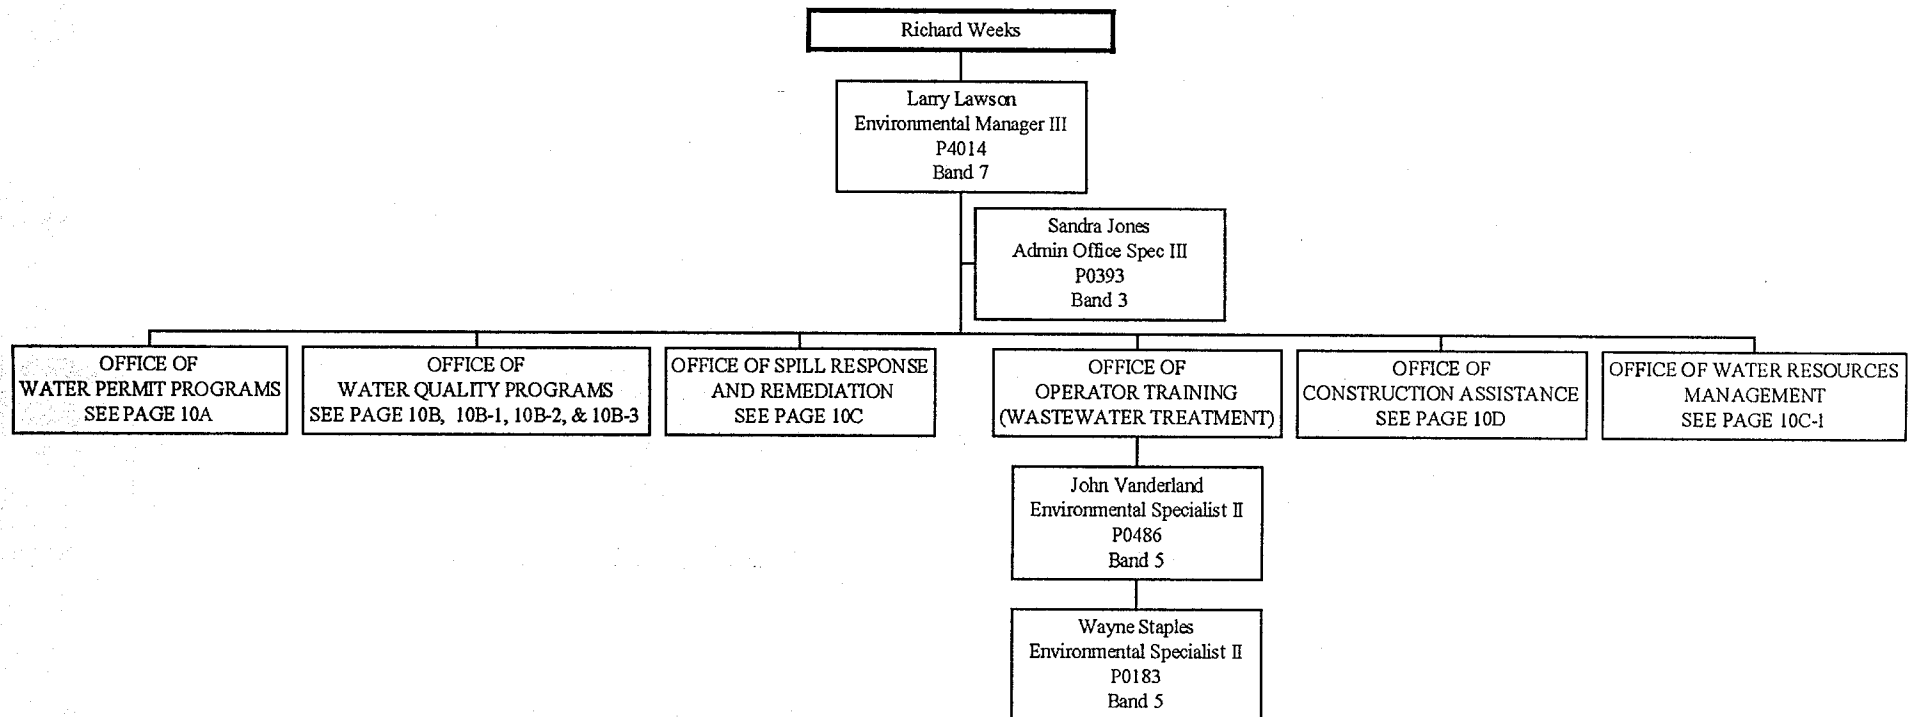 Richard Weeks
Larry Lawson
Environmental Manager III
P4014
Band 7
Sandra Jones
Admin Office Spec III
P0393
Band 3
OFFICE OF
WATER PERMIT PROGRAMS
SEE PAGE 10A
OFFICE OF
WATER QUALITY PROGRAMS
SEE PAGE 10B, 10B-1, 10B-2, & 10B-3
OFFICE OF SPILL RESPONSE
AND REMEDIATION
SEE PAGE 10C
OFFICE OF
OPERATOR TRAINING
(WASTEWATER TREATMENT)
OFFICE OF
CONSTRUCTION ASSISTANCE
SEE PAGE 10D
OFFICE OF WATER RESOURCES
MANAGEMENT
SEE PAGE 10C-1
John Vanderland
Environmental Specialist II
P0486
Band 5
Wayne Staples
Environmental Specialist II
P0183
Band 5